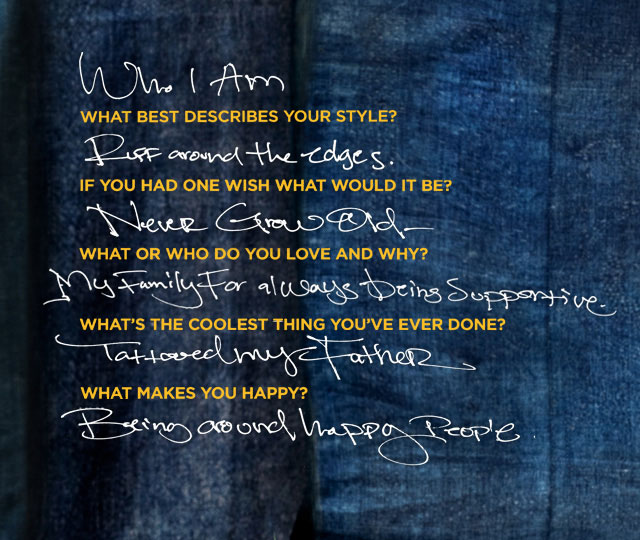 Who I Am
WHAT BEST DESCRIBES YOUR STYLE?
Ruff around the edges.
IF YOU HAD ONE WISH WHAT WOULD IT BE?
Never Grow Old
WHAT OR WHO DO YOU LOVE AND WHY?
My Family For always being supportive.
WHAT'S THE COOLEST THING YOU'VE EVER DONE?
Tattooed my Father
WHAT MAKES YOU HAPPY?
Being around happy People.